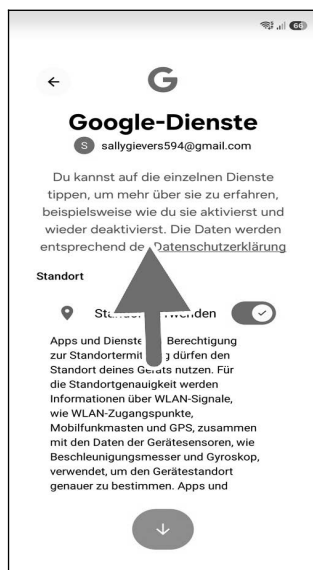 66
G
Google-Dienste
S sallygievers594@gmail.com
Du kannst auf die einzelnen Dienste
tippen, um mehr über sie zu erfahren,
beispielsweise wie du sie aktivierst und
wieder deaktivierst. Die Daten werden
entsprechend Datenschutzerklärung
Standort
Apps und Dienste Berechtigung
zur dürfen den
Standort deines Geräts nutzen. Für
die Standortgenauigkeit werden
Informationen über WLAN-Signale,
wie WLAN-Zugangspunkte,
Mobilfunkmasten und GPS, zusammen
mit den Daten der Gerätesensoren, wie
Beschleunigungsmesser und Gyroskop,
verwendet, um den Gerätestandort
genauer zu bestimmen. Apps und